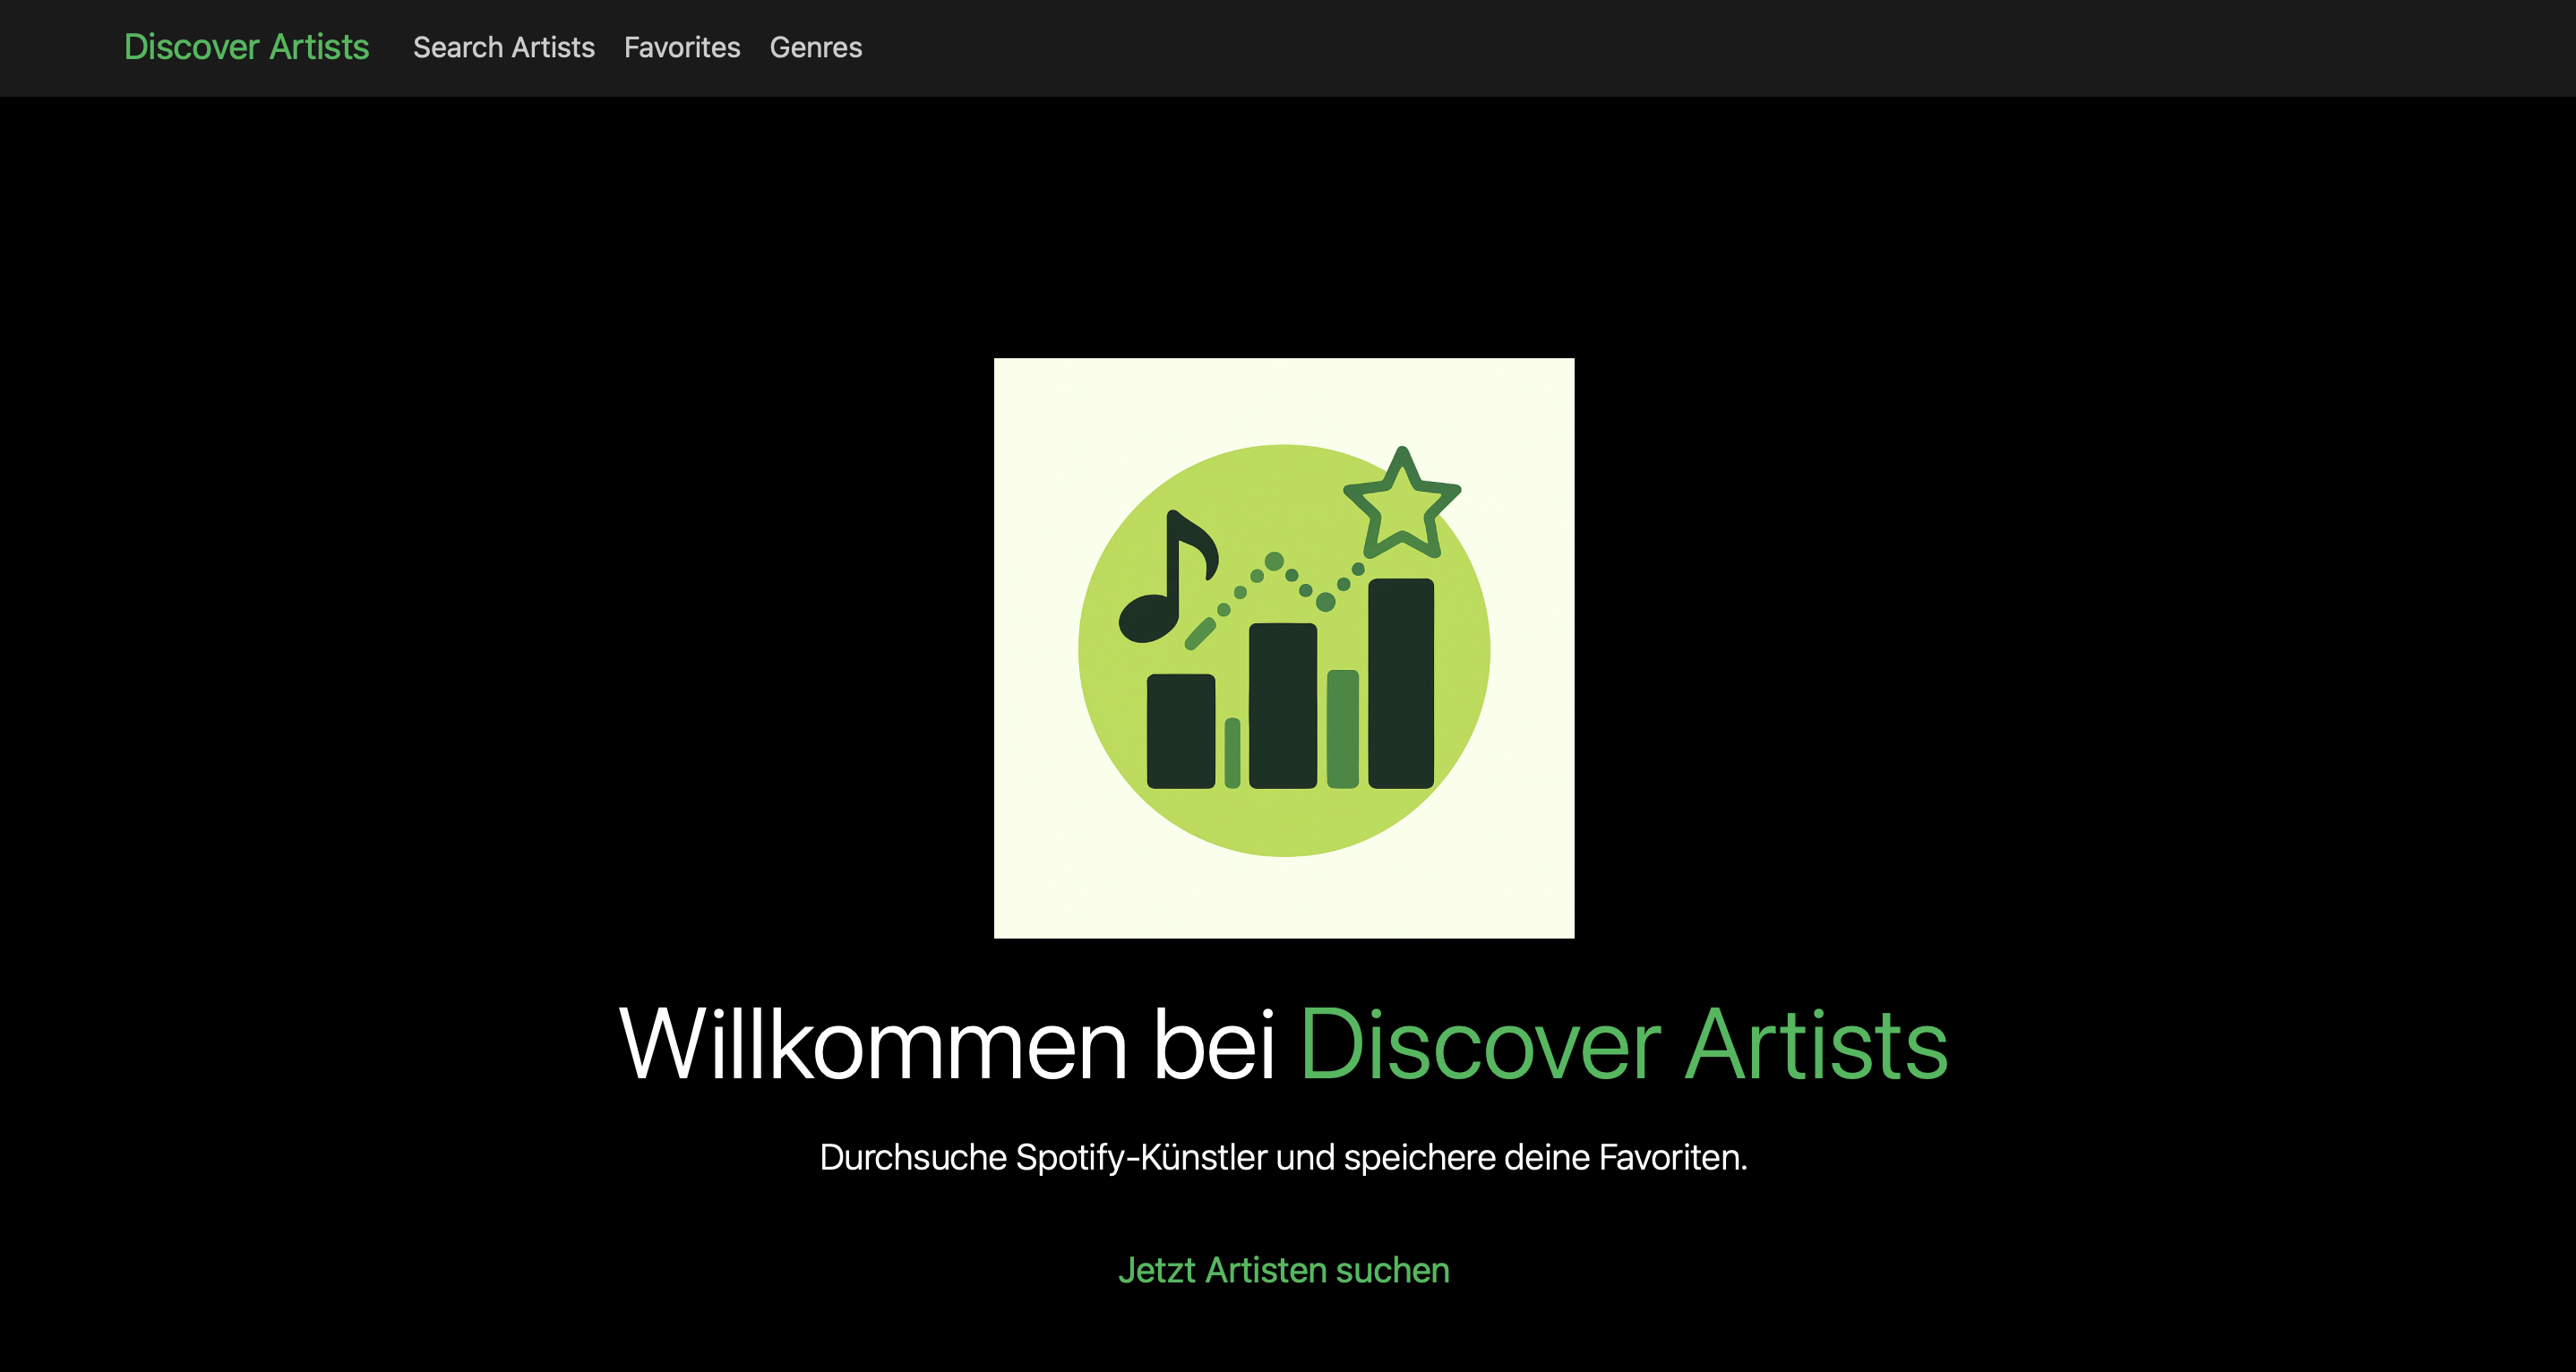 Discover Artists Search Artists Favorites Genres
Willkommen bei Discover Artists
Durchsuche Spotify-Künstler und speichere deine Favoriten.
Jetzt Artisten suchen